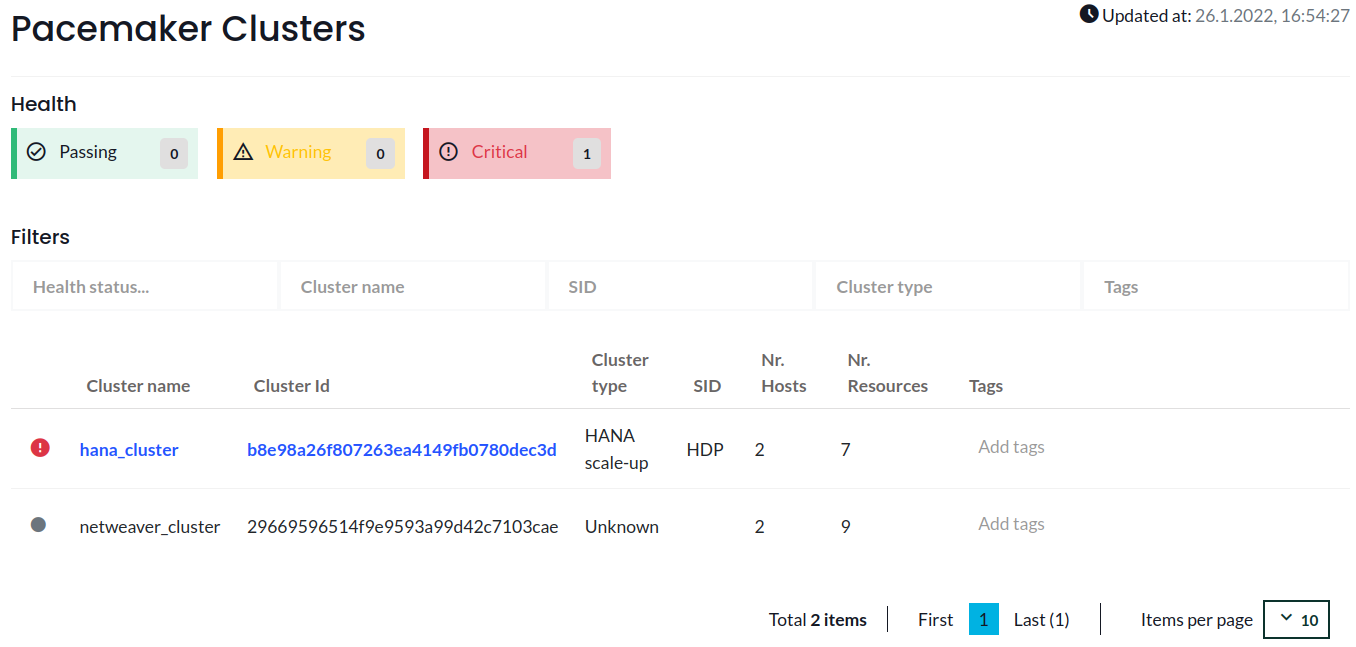 Pacemaker Clusters
Updated at: 26.1.2022, 16:54:27
Health
Passing 0 Warning 0 Critical 1
Filters
Health status... Cluster name SID Cluster type Tags
Cluster name Cluster Id Cluster type SID Nr. Hosts Nr. Resources Tags
hana_cluster b8e98a26f807263ea4149fb0780dec3d HANA scale-up HDP 2 7 Add tags
netweaver_cluster 29669596514f9e9593a99d42c7103cae Unknown 2 9 Add tags
Total 2 items First 1 Last (1) Items per page 10